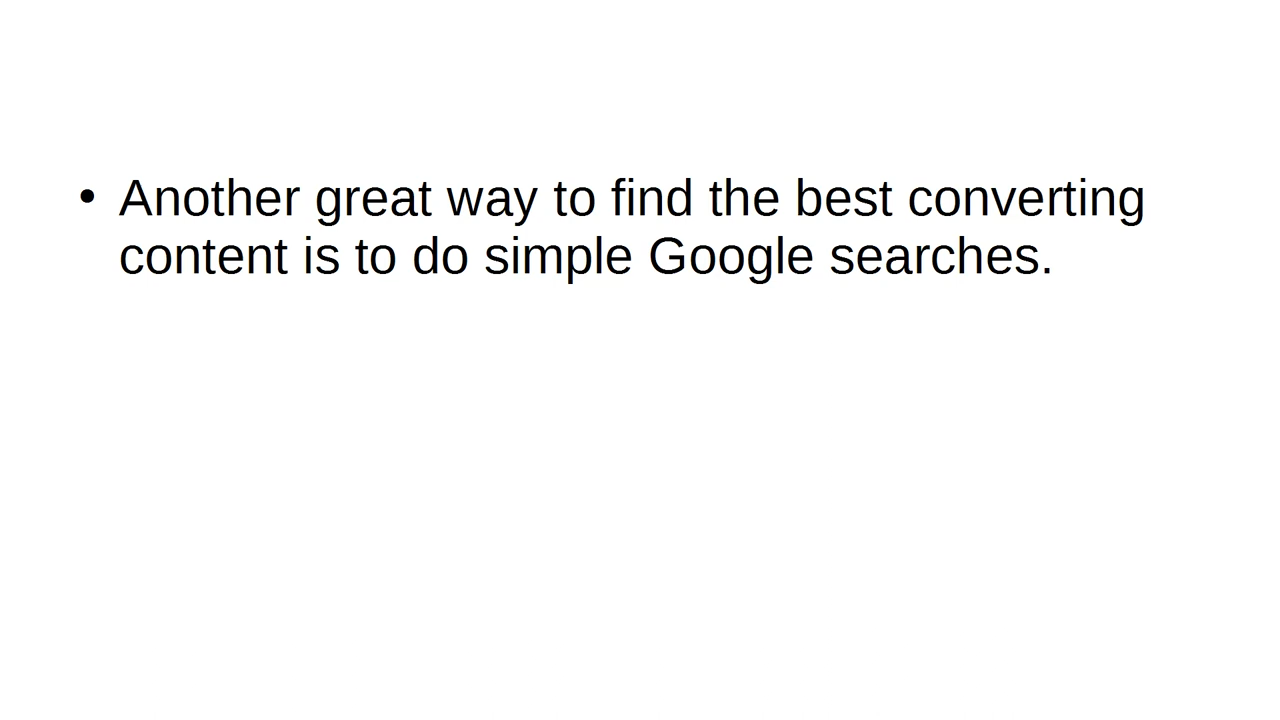 • Another great way to find the best converting
content is to do simple Google searches.